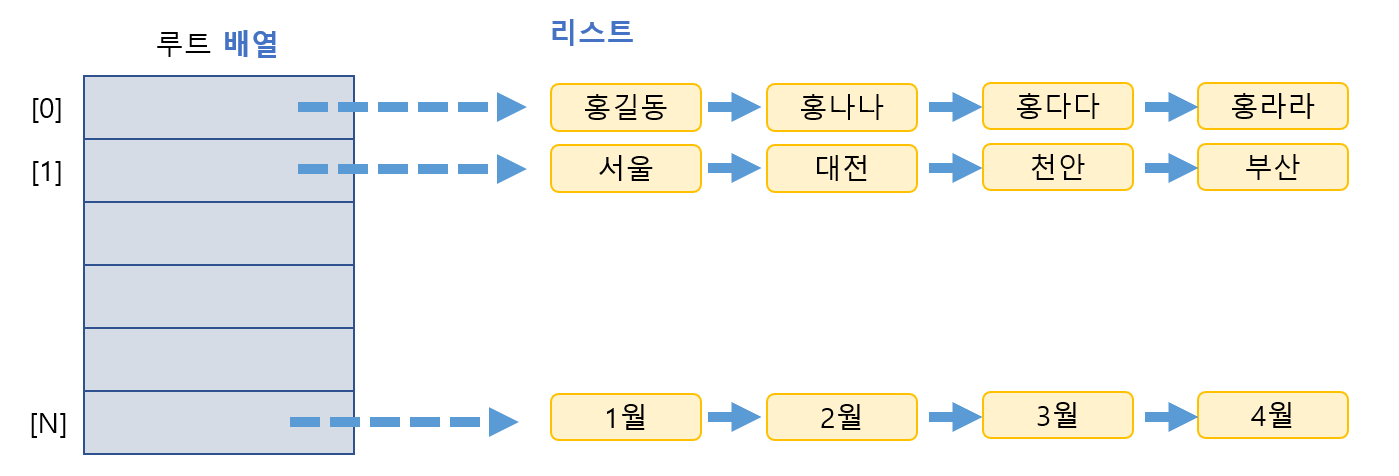 루트 배열
리스트
[0] 홍길동 홍나나 홍다다 홍라라
[1] 서울 대전 천안 부산
[N] 1월 2월 3월 4월